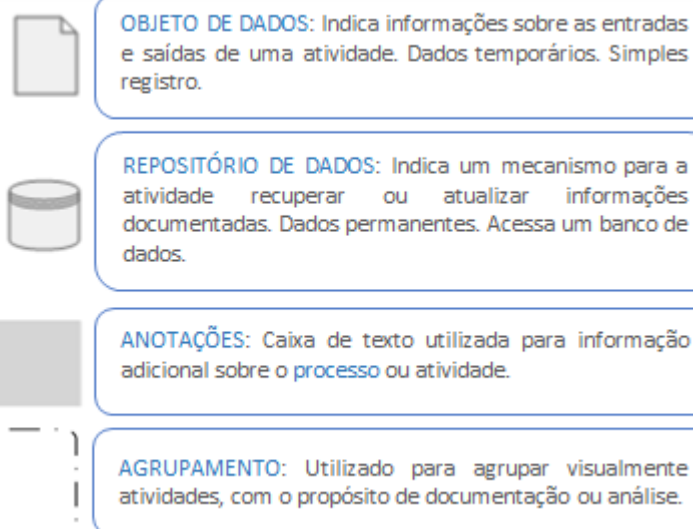 OBJETO DE DADOS: Indica informações sobre as entradas
e saídas de uma atividade. Dados temporários. Simples
registro.
REPOSITÓRIO DE DADOS: Indica um mecanismo para a
atividade recuperar ou atualizar informações
documentadas. Dados permanentes. Acessa um banco de
dados.
ANOTAÇÕES: Caixa de texto utilizada para informação
adicional sobre o processo ou atividade.
AGRUPAMENTO: Utilizado para agrupar visualmente
atividades, com o propósito de documentação ou análise.